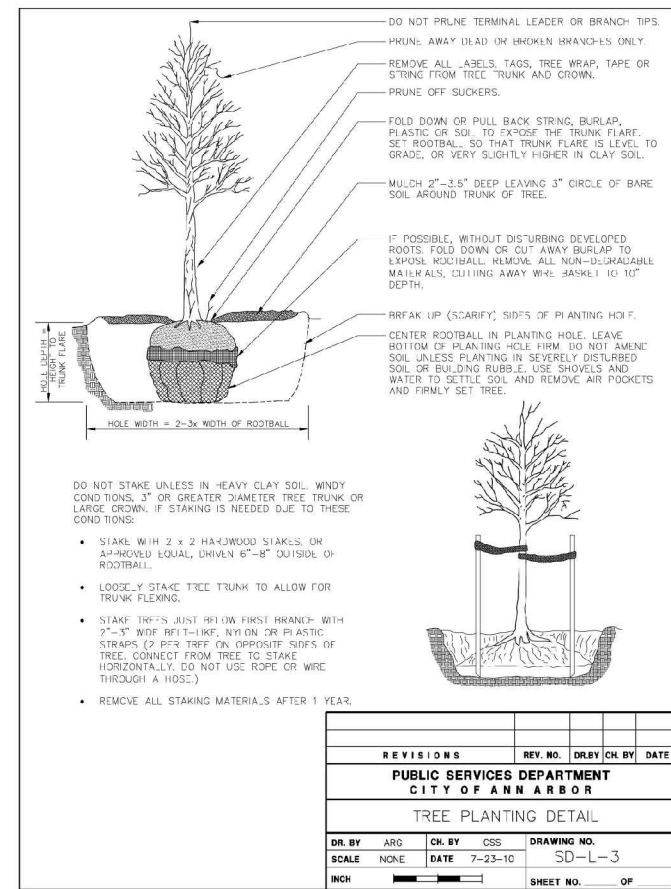 DO NOT PRUNE TERMINAL LEADER OR BRANCH TIPS.
PRUNE AWAY DEAD OR BROKEN BRANCHES ONLY.
REMOVE ALL LABELS, TAGS, TREE WRAP, TAPE OR
STRING FROM TREE TRUNK AND CROWN.
PRUNE OFF SUCKERS.
FOLD DOWN OR PULL BACK STRING, BURLAP,
PLASTIC OR SOIL TO EXPOSE THE TRUNK FLARE.
SET ROOTBALL SO THAT TRUNK FLARE IS LEVEL TO
GRADE, OR VERY SLIGHTLY HIGHER IN CLAY SOIL.
MULCH 2"-3.5" DEEP LEAVING 3" CIRCLE OF BARE
SOIL AROUND TRUNK OF TREE.
IF POSSIBLE, WITHOUT DISTURBING DEVELOPED
ROOTS. FOLD DOWN OR CUT AWAY BURLAP TO
EXPOSE ROOTBALL. REMOVE ALL NON-DEGRADABLE
MATERIALS, CUTTING AWAY WIRE BASKET TO 10"
DEPTH.
BREAK UP (SCARIFY) SIDES OF PLANTING HOLE.
CENTER ROOTBALL IN PLANTING HOLE. LEAVE
BOTTOM OF PLANTING HOLE FIRM. DO NOT AMEND
SOIL UNLESS PLANTING IN SEVERELY DISTURBED
SOIL OR BUILDING RUBBLE. USE SHOVELS AND
WATER TO SETTLE SOIL AND REMOVE AIR POCKETS
AND FIRMLY SET TREE.
HOLE DEPTH =
HEIGHT TO
TRUNK FLARE
HOLE WIDTH = 2-3x WIDTH OF ROOTBALL
DO NOT STAKE UNLESS IN HEAVY CLAY SOIL. WINDY
CONDITIONS, 3" OR GREATER DIAMETER TREE TRUNK OR
LARGE CROWN. IF STAKING IS NEEDED DUE TO THESE
CONDITIONS:
• STAKE WITH 2 x 2 HARDWOOD STAKES, OR
APPROVED EQUAL, DRIVEN 6"-8" OUTSIDE OF
ROOTBALL.
• LOOSELY STAKE TREE TRUNK TO ALLOW FOR
TRUNK FLEXING.
• STAKE TREES JUST BELOW FIRST BRANCH WITH
2"-3" WIDE BELT-LIKE, NYLON OR PLASTIC
STRAPS (2 PER TREE ON OPPOSITE SIDES OF
TREE. CONNECT FROM TREE TO STAKE
HORIZONTALLY. DO NOT USE ROPE OR WIRE
THROUGH A HOSE.)
• REMOVE ALL STAKING MATERIALS AFTER 1 YEAR.
REVISIONS REV. NO. DR.BY CH. BY DATE
PUBLIC SERVICES DEPARTMENT
CITY OF ANN ARBOR
TREE PLANTING DETAIL
DR. BY ARG CH. BY CSS DRAWING NO.
SCALE NONE DATE 7-23-10 SD-L-3
INCH SHEET NO. ____ OF ____